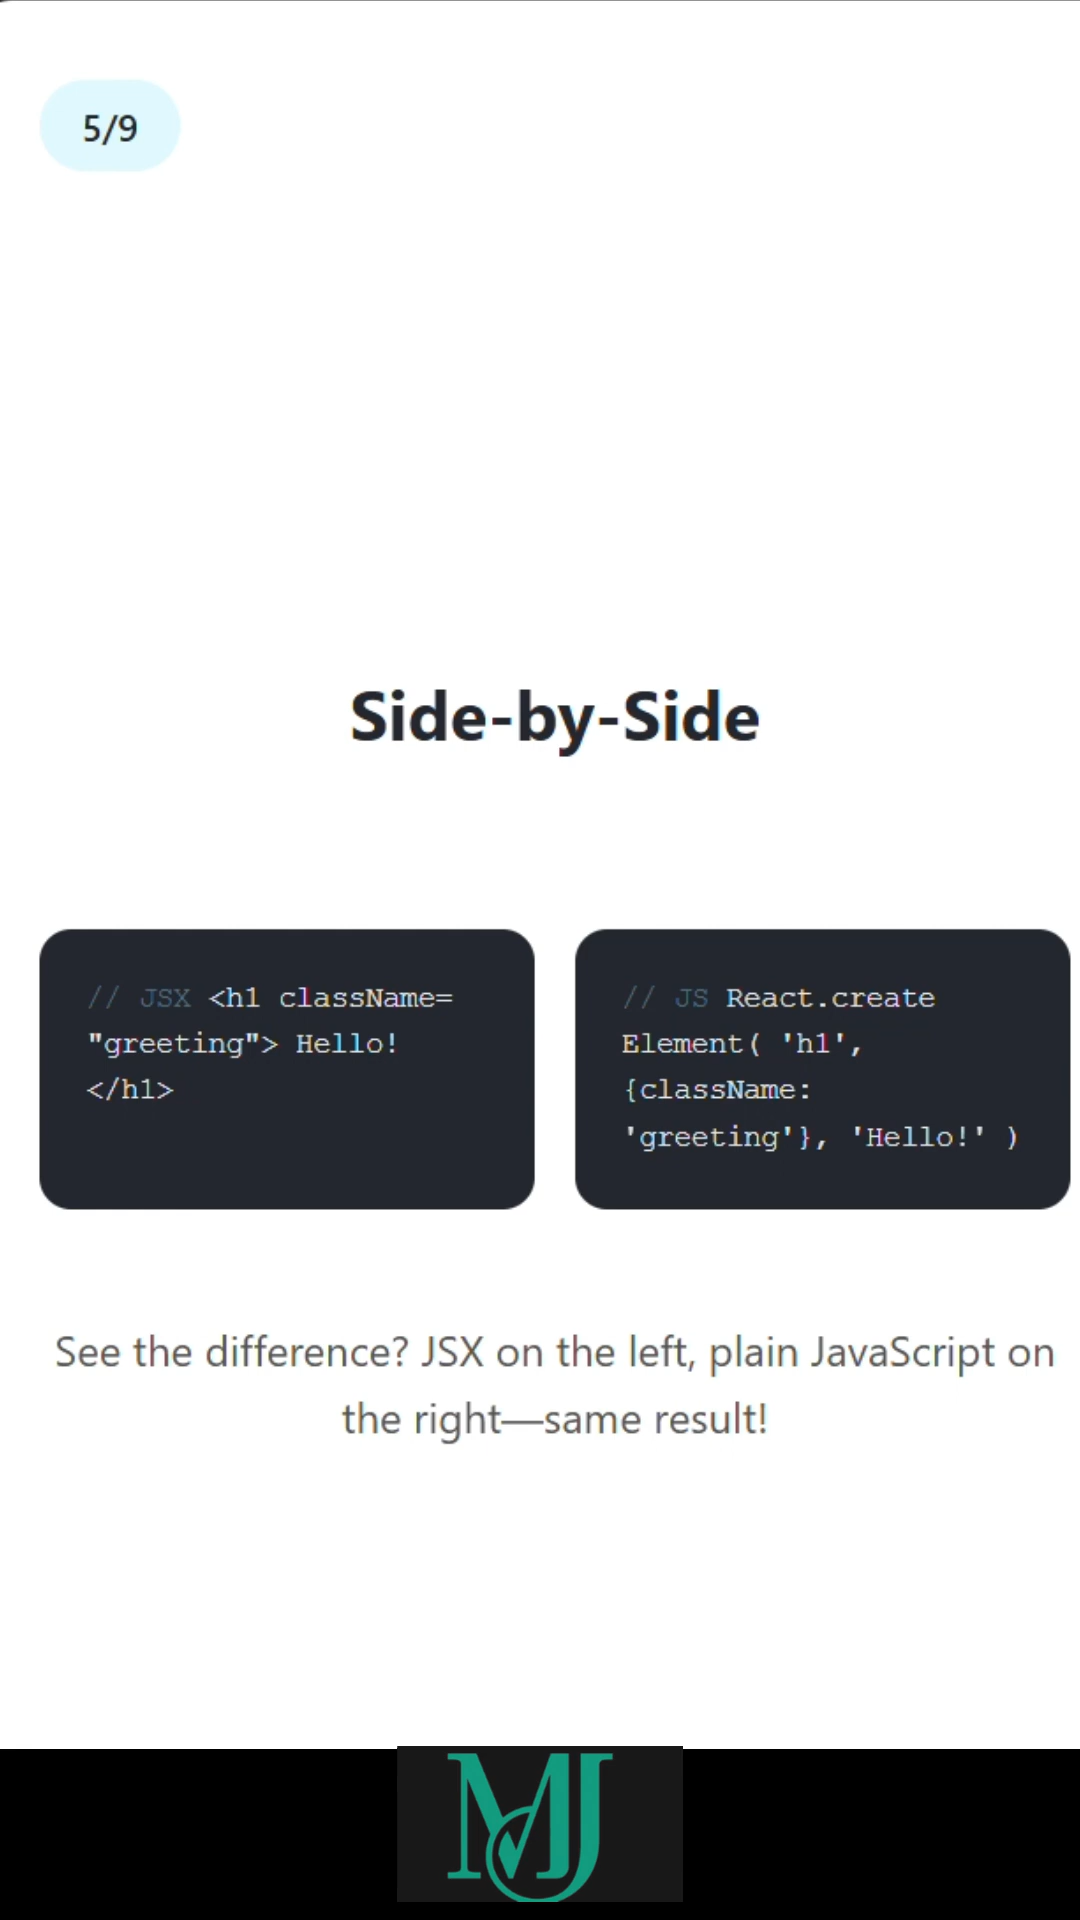 5/9
Side-by-Side
// JSX <h1 className=
"greeting"> Hello!
</h1>
// JS React.create
Element( 'h1',
{className:
'greeting'}, 'Hello!' )
See the difference? JSX on the left, plain JavaScript on
the right—same result!
MJ